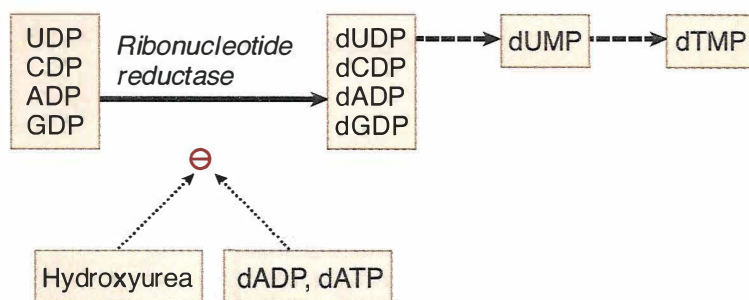 UDP
CDP
ADP
GDP
Ribonucleotide
reductase
dUDP
dCDP
dADP
dGDP
dUMP
dTMP
Hydroxyurea
dADP, dATP